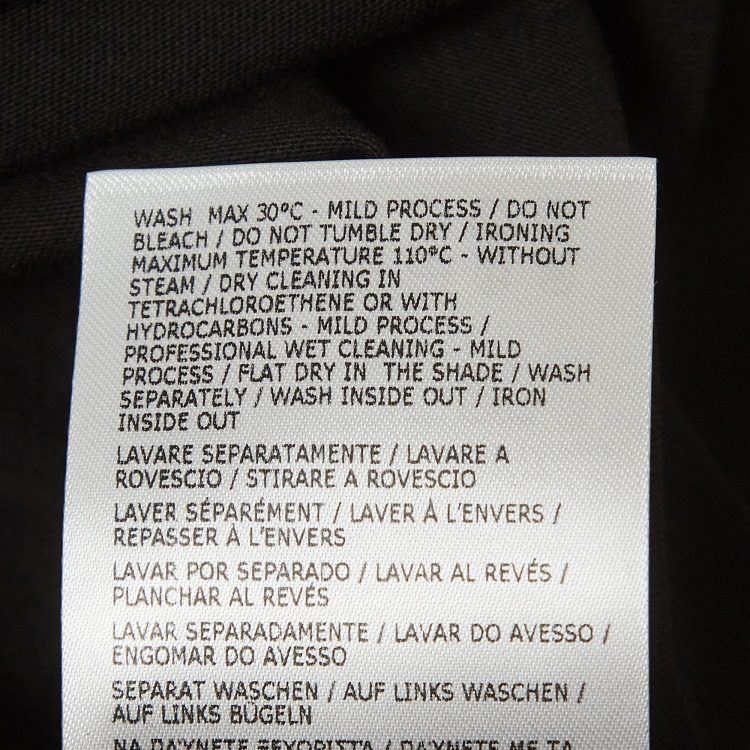 WASH MAX 30°C - MILD PROCESS / DO NOT
BLEACH / DO NOT TUMBLE DRY / IRONING
MAXIMUM TEMPERATURE 110°C - WITHOUT
STEAM / DRY CLEANING IN
TETRACHLOROETHENE OR WITH
HYDROCARBONS - MILD PROCESS /
PROFESSIONAL WET CLEANING - MILD
PROCESS / FLAT DRY IN THE SHADE / WASH
SEPARATELY / WASH INSIDE OUT / IRON
INSIDE OUT
LAVARE SEPARATAMENTE / LAVARE A
ROVESCIO / STIRARE A ROVESCIO
LAVER SÉPARÉMENT / LAVER À L'ENVERS /
REPASSER À L'ENVERS
LAVAR POR SEPARADO / LAVAR AL REVÉS /
PLANCHAR AL REVÉS
LAVAR SEPARADAMENTE / LAVAR DO AVESSO /
ENGOMAR DO AVESSO
SEPARAT WASCHEN / AUF LINKS WASCHEN /
AUF LINKS BÜGELN